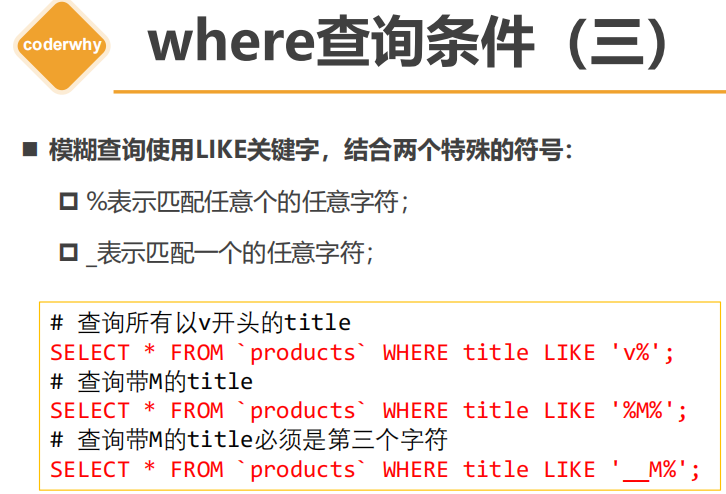 coderwhy
where查询条件（三）
模糊查询使用LIKE关键字，结合两个特殊的符号：
%表示匹配任意个的任意字符；
_表示匹配一个的任意字符；
# 查询所有以v开头的title
SELECT * FROM `products` WHERE title LIKE 'v%';
# 查询带M的title
SELECT * FROM `products` WHERE title LIKE '%M%';
# 查询带M的title必须是第三个字符
SELECT * FROM `products` WHERE title LIKE '__M%';